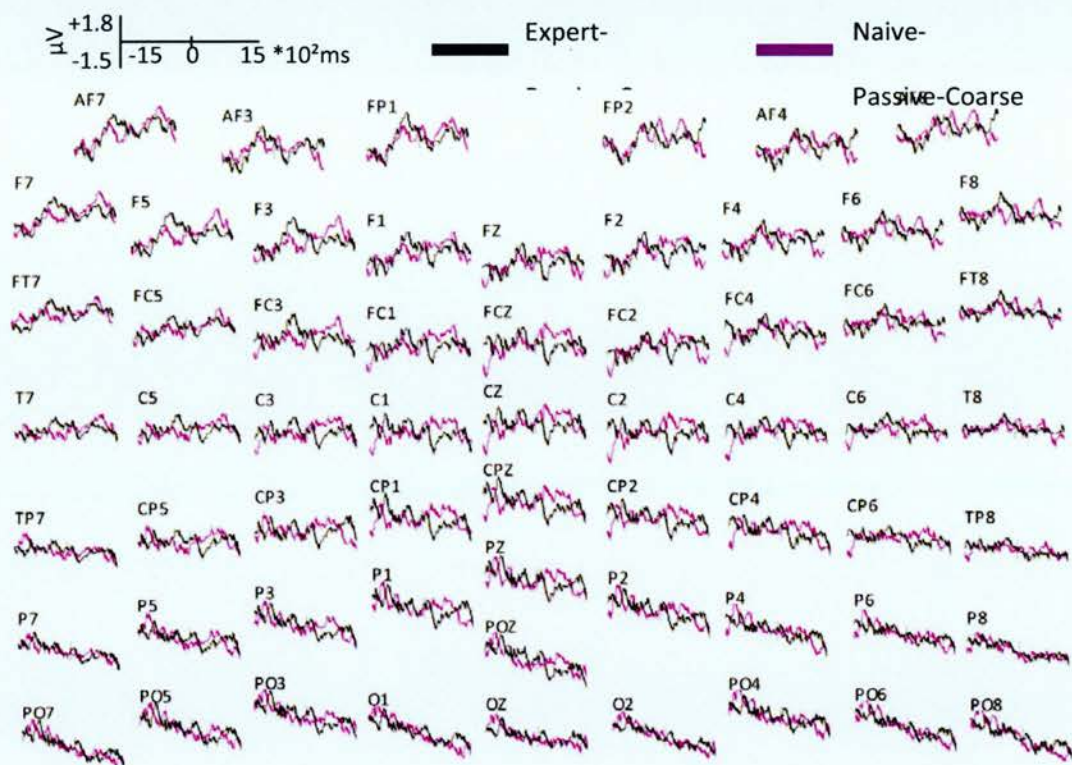 +1.8
µV
-1.5
-15 0 15 *10²ms
Expert-
Naive-
Passive-Coarse
AF7 AF3 FP1 FP2 AF4
F7 F5 F3 F1 FZ F2 F4 F6 F8
FT7 FC5 FC3 FC1 FCZ FC2 FC4 FC6 FT8
T7 C5 C3 C1 CZ C2 C4 C6 T8
TP7 CP5 CP3 CP1 CPZ CP2 CP4 CP6 TP8
P7 P5 P3 P1 PZ P2 P4 P6 P8
POZ
PO7 PO5 PO3 O1 OZ O2 PO4 PO6 PO8